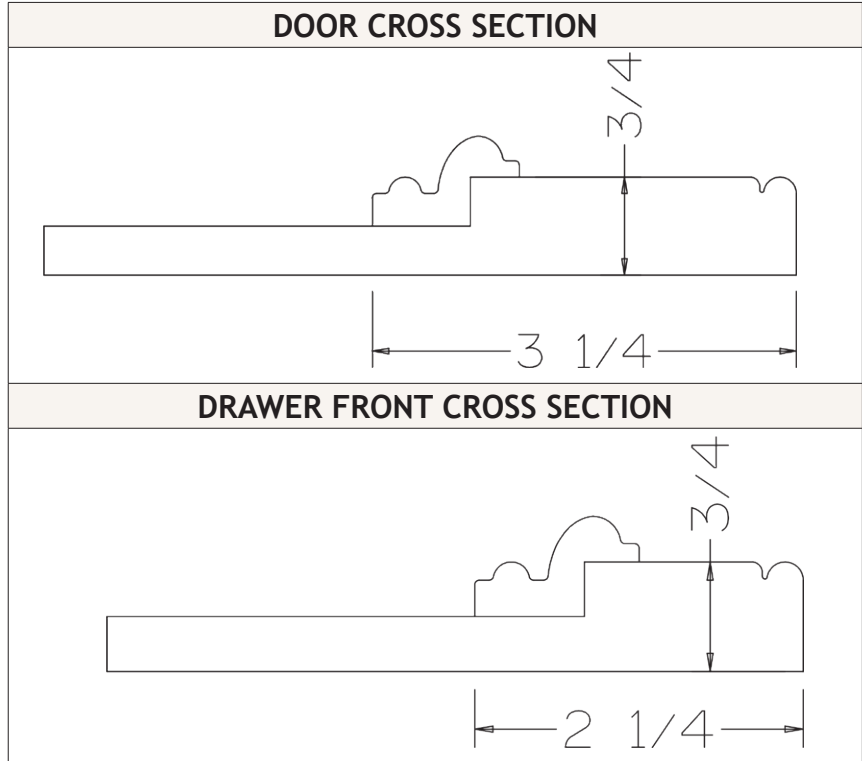 DOOR CROSS SECTION
3/4
3 1/4
DRAWER FRONT CROSS SECTION
3/4
2 1/4